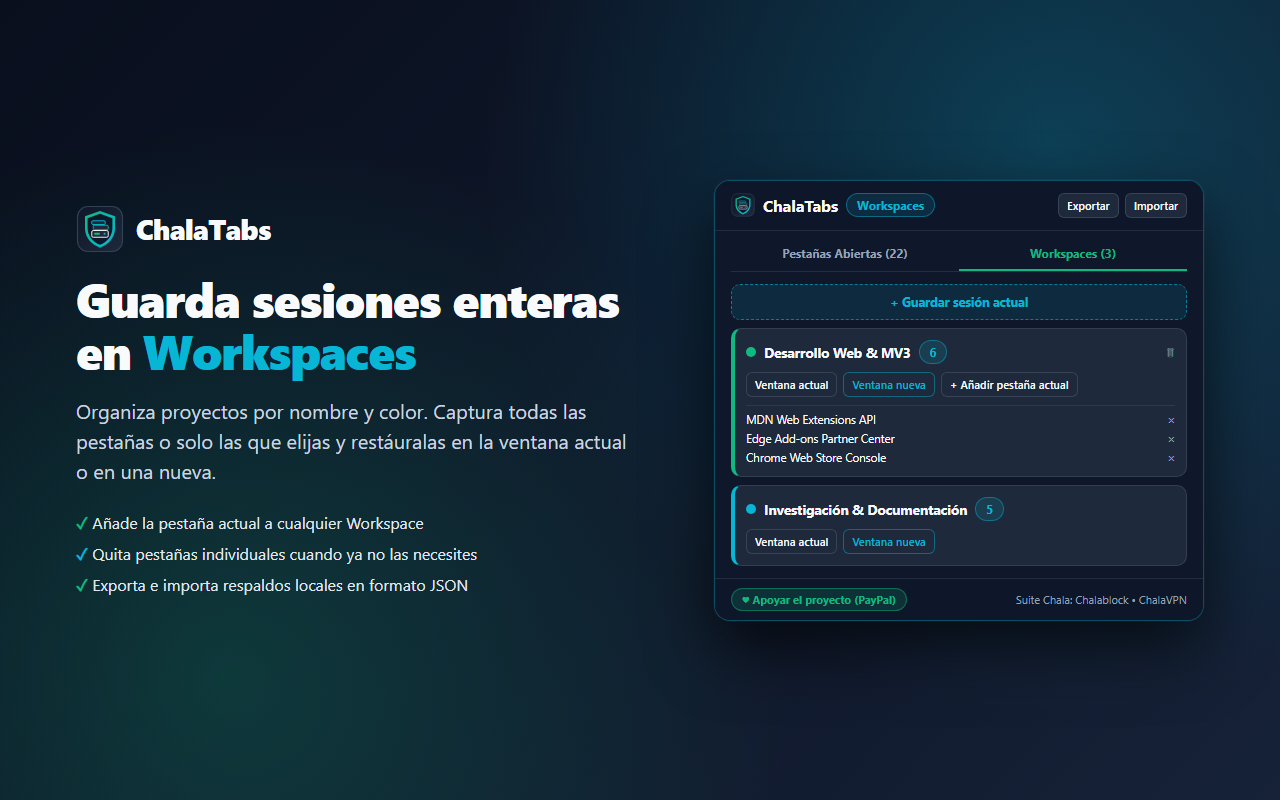 ChalaTabs
Guarda sesiones enteras
en Workspaces
Organiza proyectos por nombre y color. Captura todas las
pestañas o solo las que elijas y restáuralas en la ventana actual
o en una nueva.
✓ Añade la pestaña actual a cualquier Workspace
✓ Quita pestañas individuales cuando ya no las necesites
✓ Exporta e importa respaldos locales en formato JSON
ChalaTabs Workspaces Exportar Importar
Pestañas Abiertas (22) Workspaces (3)
+ Guardar sesión actual
Desarrollo Web & MV3 6
Ventana actual Ventana nueva + Añadir pestaña actual
MDN Web Extensions API ×
Edge Add-ons Partner Center ×
Chrome Web Store Console ×
Investigación & Documentación 5
Ventana actual Ventana nueva
♥ Apoyar el proyecto (PayPal) Suite Chala: Chalablock • ChalaVPN